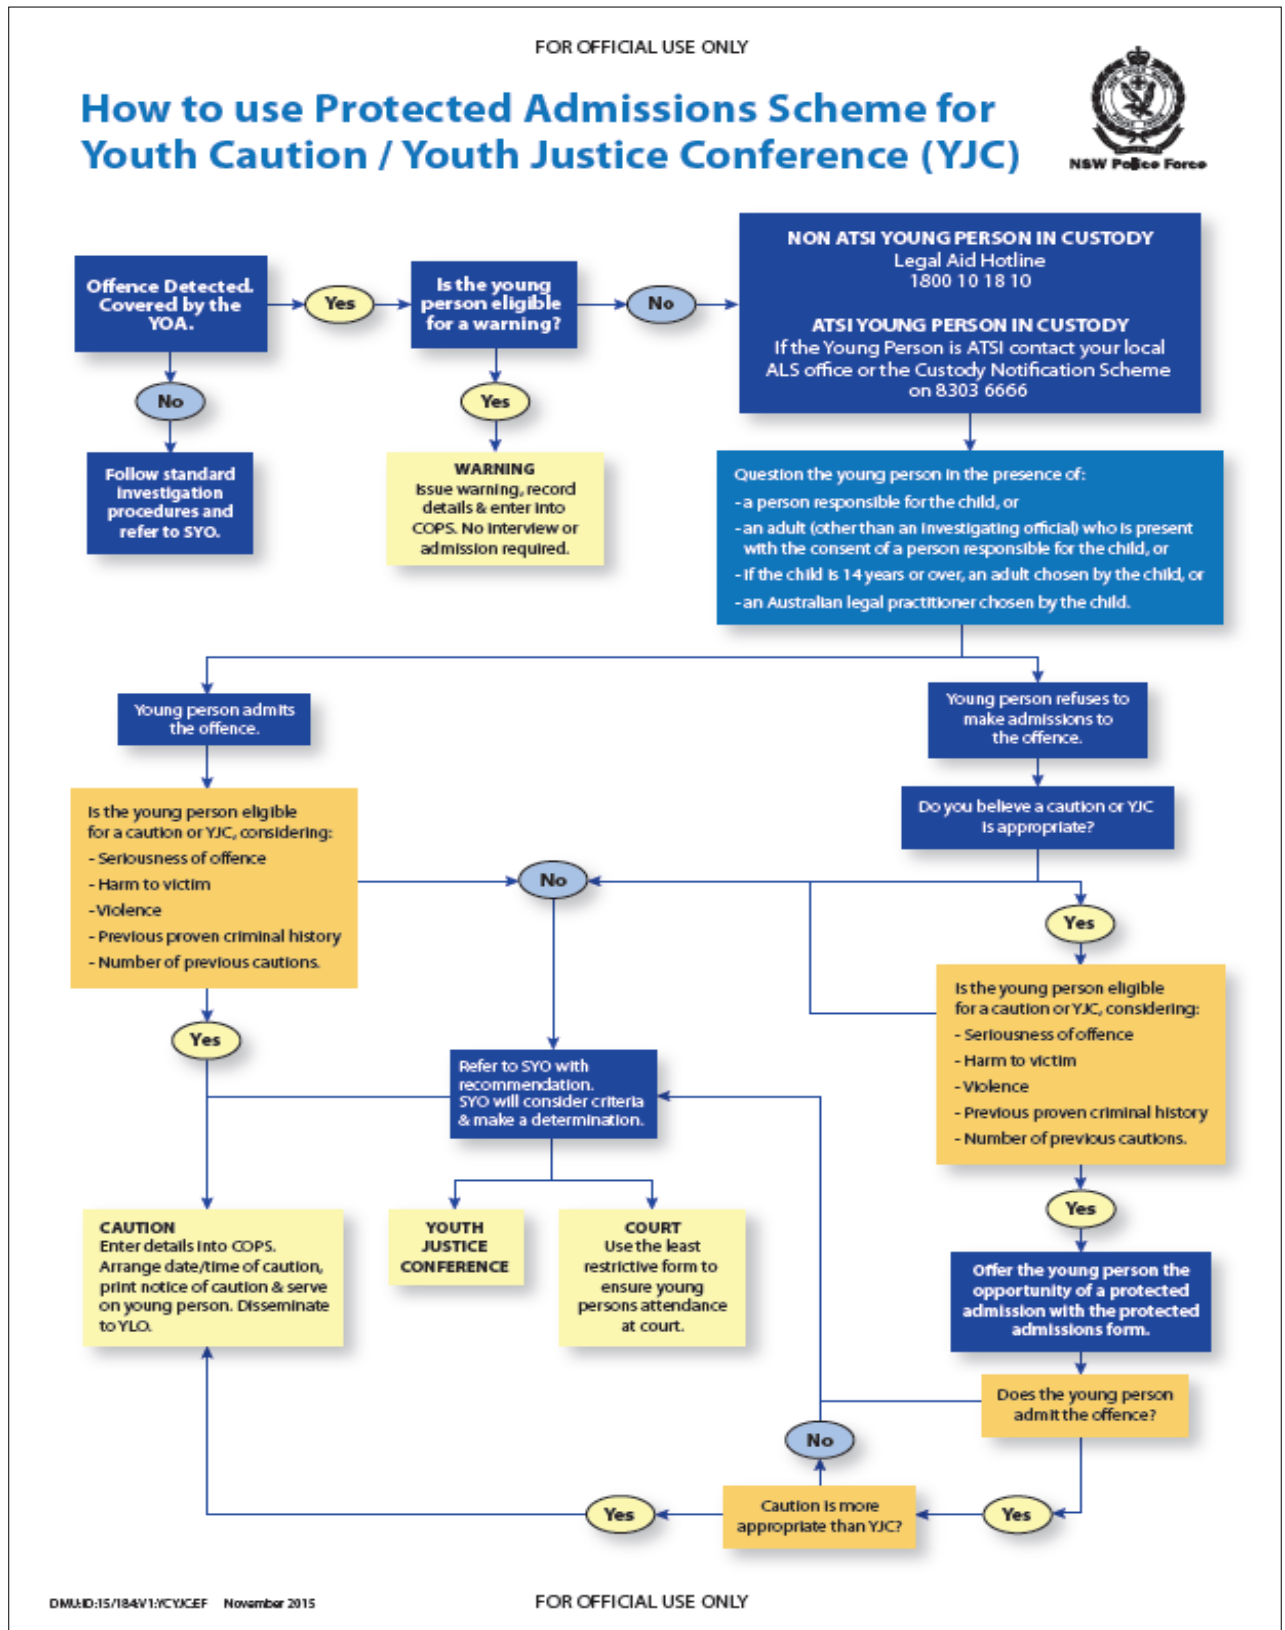 FOR OFFICIAL USE ONLY
How to use Protected Admissions Scheme for
Youth Caution / Youth Justice Conference (YJC)
NSW Police Force
Offence Detected.
Covered by the
YOA.
Yes
Is the young
person eligible
for a warning?
No
NON ATSI YOUNG PERSON IN CUSTODY
Legal Aid Hotline
1800 10 18 10
ATSI YOUNG PERSON IN CUSTODY
If the Young Person is ATSI contact your local
ALS office or the Custody Notification Scheme
on 8303 6666
No
Yes
Follow standard
investigation
procedures and
refer to SYO.
WARNING
Issue warning, record
details & enter into
COPS. No interview or
admission required.
Question the young person in the presence of:
- a person responsible for the child, or
- an adult (other than an investigating official) who is present
with the consent of a person responsible for the child, or
- if the child is 14 years or over, an adult chosen by the child, or
- an Australian legal practitioner chosen by the child.
Young person admits
the offence.
Young person refuses to
make admissions to
the offence.
Is the young person eligible
for a caution or YJC, considering:
- Seriousness of offence
- Harm to victim
- Violence
- Previous proven criminal history
- Number of previous cautions.
Do you believe a caution or YJC
is appropriate?
No
Yes
Is the young person eligible
for a caution or YJC, considering:
- Seriousness of offence
- Harm to victim
- Violence
- Previous proven criminal history
- Number of previous cautions.
Yes
Refer to SYO with
recommendation.
SYO will consider criteria
& make a determination.
Yes
CAUTION
Enter details into COPS.
Arrange date/time of caution,
print notice of caution & serve
on young person. Disseminate
to YLO.
YOUTH
JUSTICE
CONFERENCE
COURT
Use the least
restrictive form to
ensure young
persons attendance
at court.
Offer the young person the
opportunity of a protected
admission with the protected
admissions form.
Does the young person
admit the offence?
No
Yes
Caution is more
appropriate than YJC?
Yes
DMU:ID:15/184:V1:YCYJC:EF November 2015
FOR OFFICIAL USE ONLY